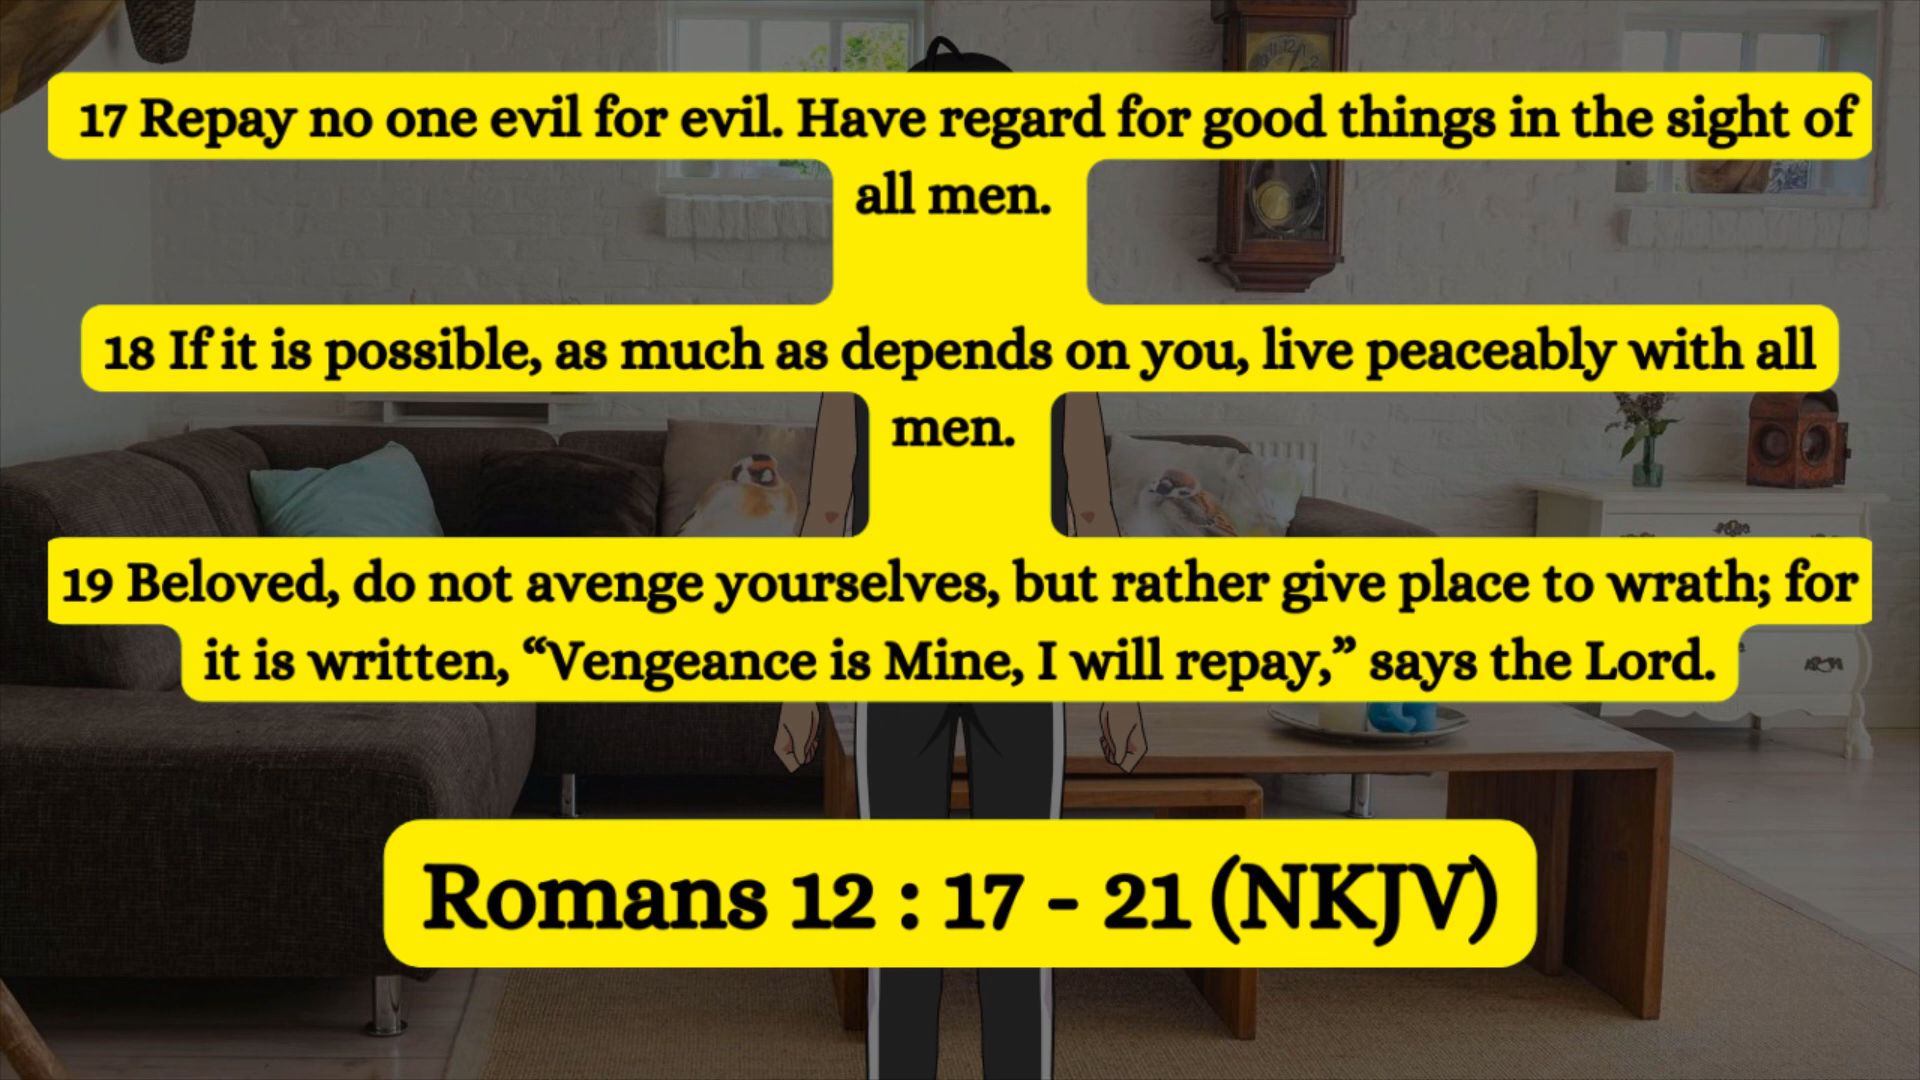 17 Repay no one evil for evil. Have regard for good things in the sight of
all men.
18 If it is possible, as much as depends on you, live peaceably with all
men.
19 Beloved, do not avenge yourselves, but rather give place to wrath; for
it is written, “Vengeance is Mine, I will repay,” says the Lord.
Romans 12 : 17 - 21 (NKJV)